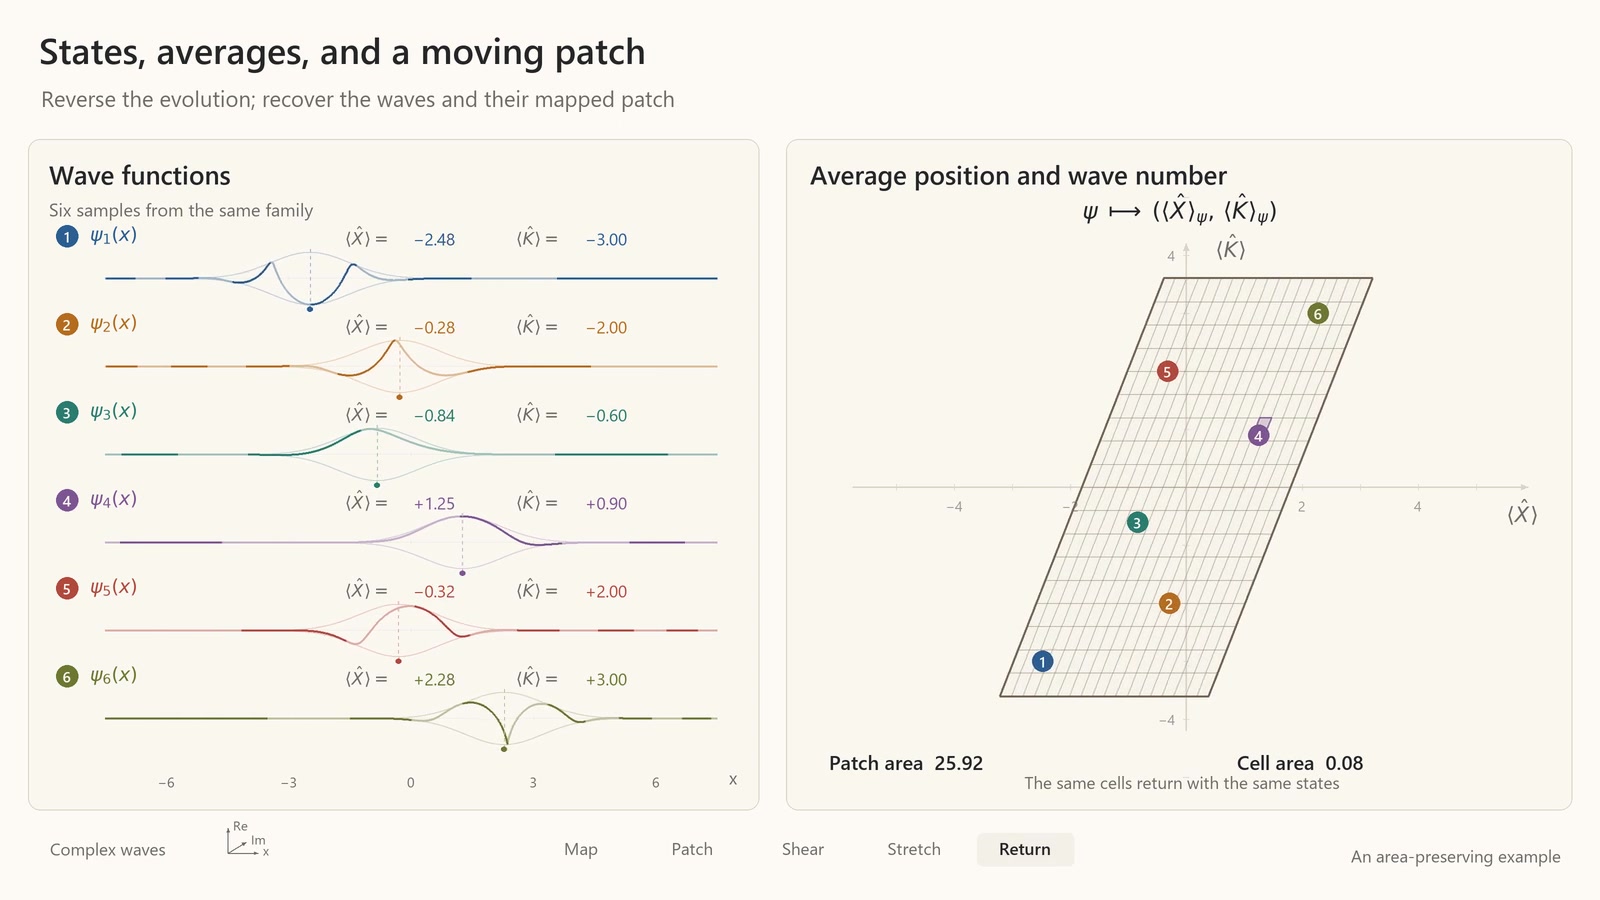 States, averages, and a moving patch
Reverse the evolution; recover the waves and their mapped patch
Wave functions
Six samples from the same family
1 ψ₁(x) ⟨X̂⟩ = −2.48 ⟨K̂⟩ = −3.00
2 ψ₂(x) ⟨X̂⟩ = −0.28 ⟨K̂⟩ = −2.00
3 ψ₃(x) ⟨X̂⟩ = −0.84 ⟨K̂⟩ = −0.60
4 ψ₄(x) ⟨X̂⟩ = +1.25 ⟨K̂⟩ = +0.90
5 ψ₅(x) ⟨X̂⟩ = −0.32 ⟨K̂⟩ = +2.00
6 ψ₆(x) ⟨X̂⟩ = +2.28 ⟨K̂⟩ = +3.00
−6 −3 0 3 6 x
Average position and wave number
ψ ⟼ (⟨X̂⟩ψ, ⟨K̂⟩ψ)
4 ⟨K̂⟩
6
5
4
−4 −2 2 4 ⟨X̂⟩
3
2
1
−4
Patch area 25.92 Cell area 0.08
The same cells return with the same states
Complex waves Re Im x Map Patch Shear Stretch Return An area-preserving example